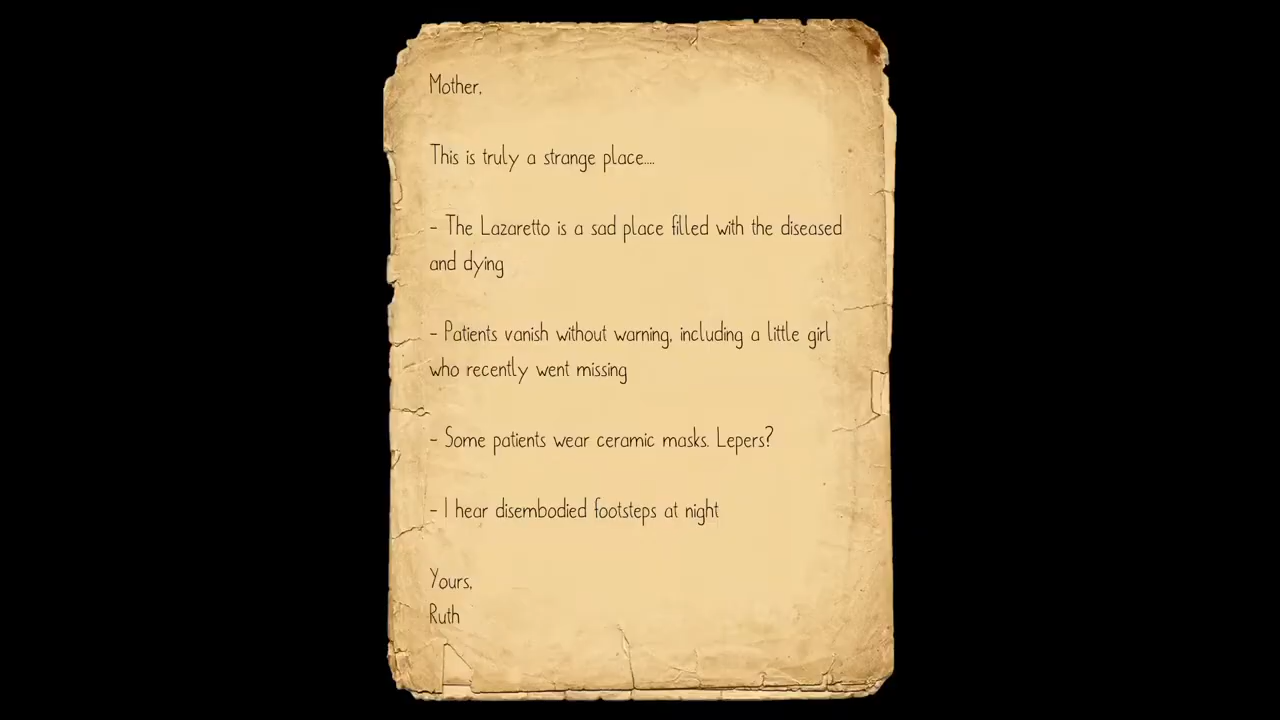 Mother,
This is truly a strange place....
- The Lazaretto is a sad place filled with the diseased
and dying
- Patients vanish without warning, including a little girl
who recently went missing
- Some patients wear ceramic masks. Lepers?
- I hear disembodied footsteps at night
Yours,
Ruth